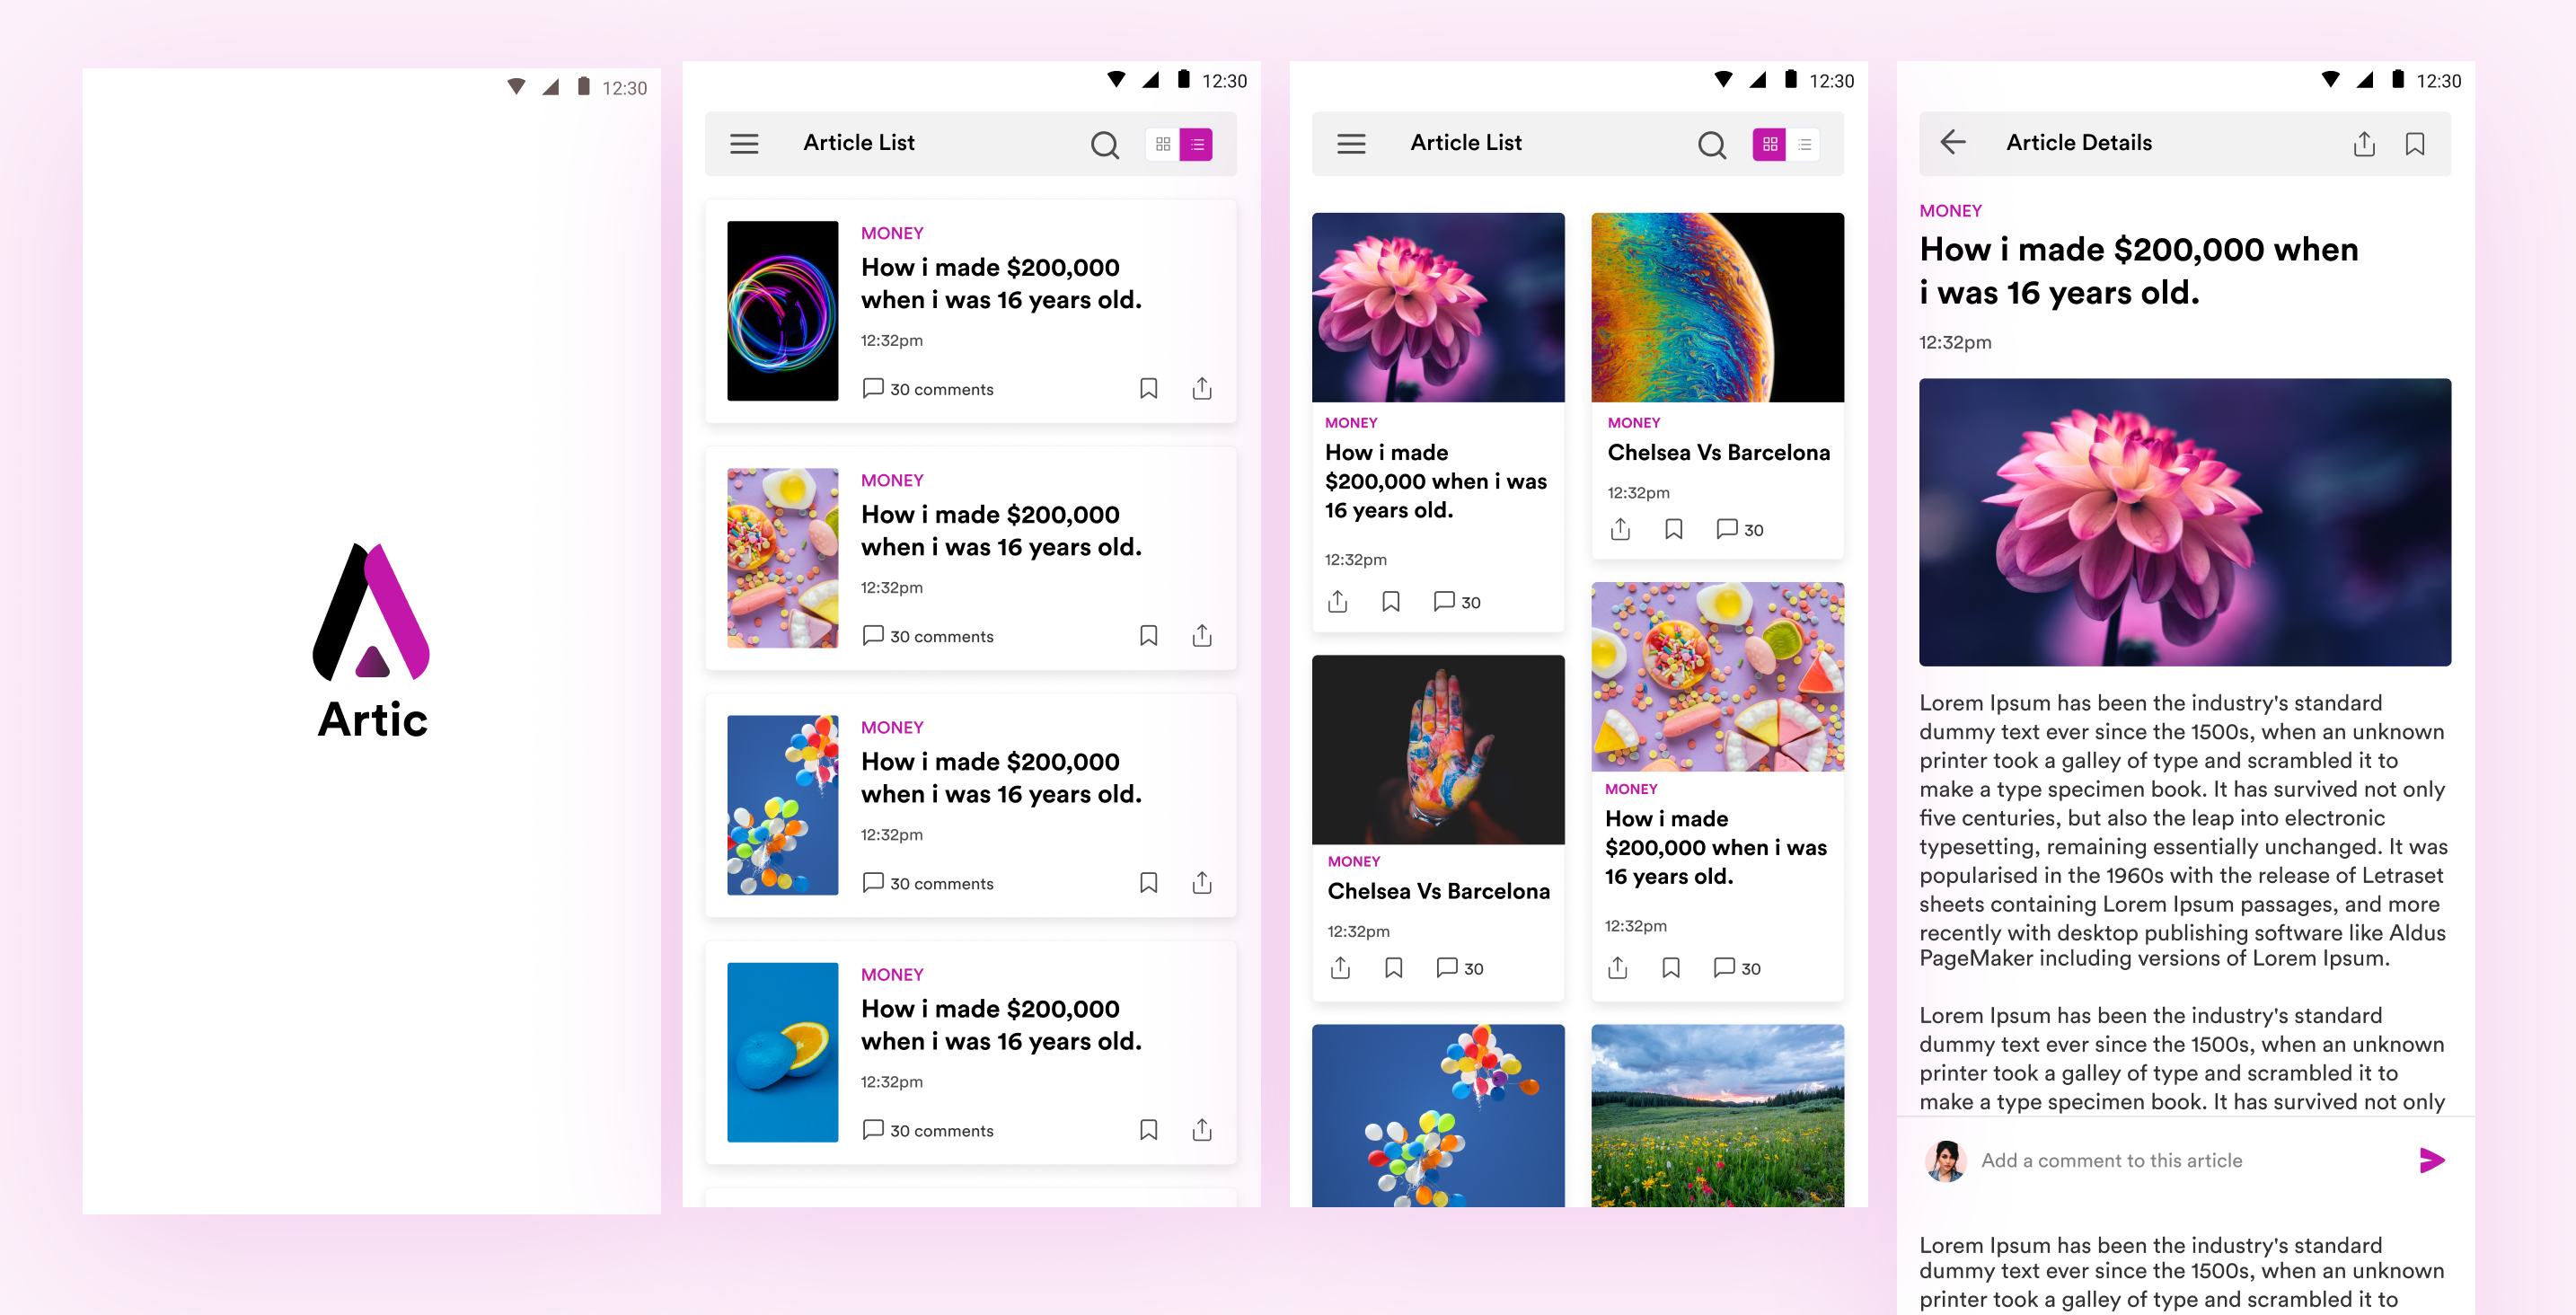 12:30
Artic
12:30
Article List
MONEY
How i made $200,000
when i was 16 years old.
12:32pm
30 comments
MONEY
How i made $200,000
when i was 16 years old.
12:32pm
30 comments
MONEY
How i made $200,000
when i was 16 years old.
12:32pm
30 comments
MONEY
How i made $200,000
when i was 16 years old.
12:32pm
30 comments
12:30
Article List
MONEY
How i made
$200,000 when i was
16 years old.
12:32pm
30
MONEY
Chelsea Vs Barcelona
12:32pm
30
MONEY
Chelsea Vs Barcelona
12:32pm
30
MONEY
How i made
$200,000 when i was
16 years old.
12:32pm
30
12:30
Article Details
MONEY
How i made $200,000 when
i was 16 years old.
12:32pm
Lorem Ipsum has been the industry's standard
dummy text ever since the 1500s, when an unknown
printer took a galley of type and scrambled it to
make a type specimen book. It has survived not only
five centuries, but also the leap into electronic
typesetting, remaining essentially unchanged. It was
popularised in the 1960s with the release of Letraset
sheets containing Lorem Ipsum passages, and more
recently with desktop publishing software like Aldus
PageMaker including versions of Lorem Ipsum.
Lorem Ipsum has been the industry's standard
dummy text ever since the 1500s, when an unknown
printer took a galley of type and scrambled it to
make a type specimen book. It has survived not only
Add a comment to this article
Lorem Ipsum has been the industry's standard
dummy text ever since the 1500s, when an unknown
printer took a galley of type and scrambled it to